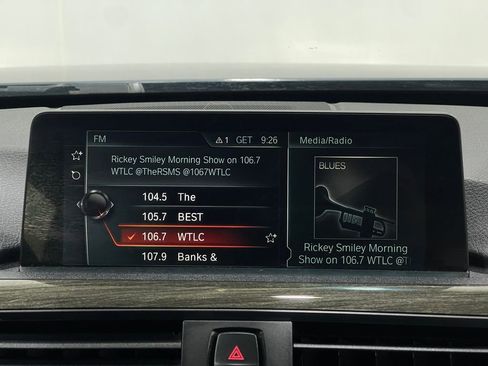 FM
1 GET 9:26
Media/Radio
Rickey Smiley Morning Show on 106.7
WTLC @TheRSMS @1067WTLC
104.5 The
105.7 BEST
106.7 WTLC
107.9 Banks &
BLUES
Rickey Smiley Morning
Show on 106.7 WTLC @T